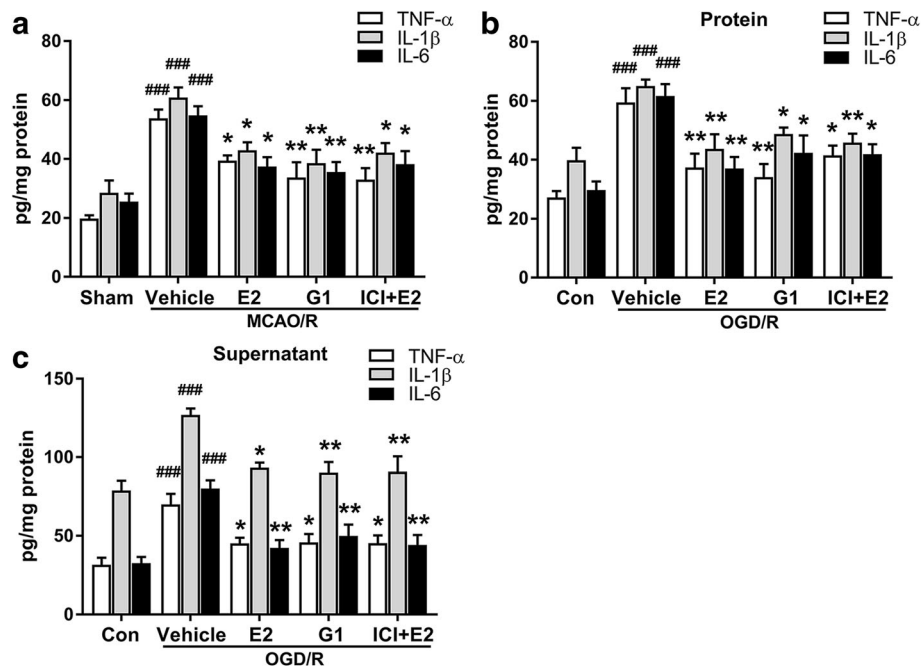 a
TNF-α
IL-1β
IL-6
pg/mg protein
80
60
40
20
0
###
###
###
* * *
** ** **
** * *
Sham Vehicle E2 G1 ICI+E2
MCAO/R
b
Protein
TNF-α
IL-1β
IL-6
pg/mg protein
80
60
40
20
0
###
###
###
** ** **
** * *
* ** *
Con Vehicle E2 G1 ICI+E2
OGD/R
c
Supernatant
TNF-α
IL-1β
IL-6
pg/mg protein
150
100
50
0
###
###
###
* * **
* ** **
* ** **
Con Vehicle E2 G1 ICI+E2
OGD/R